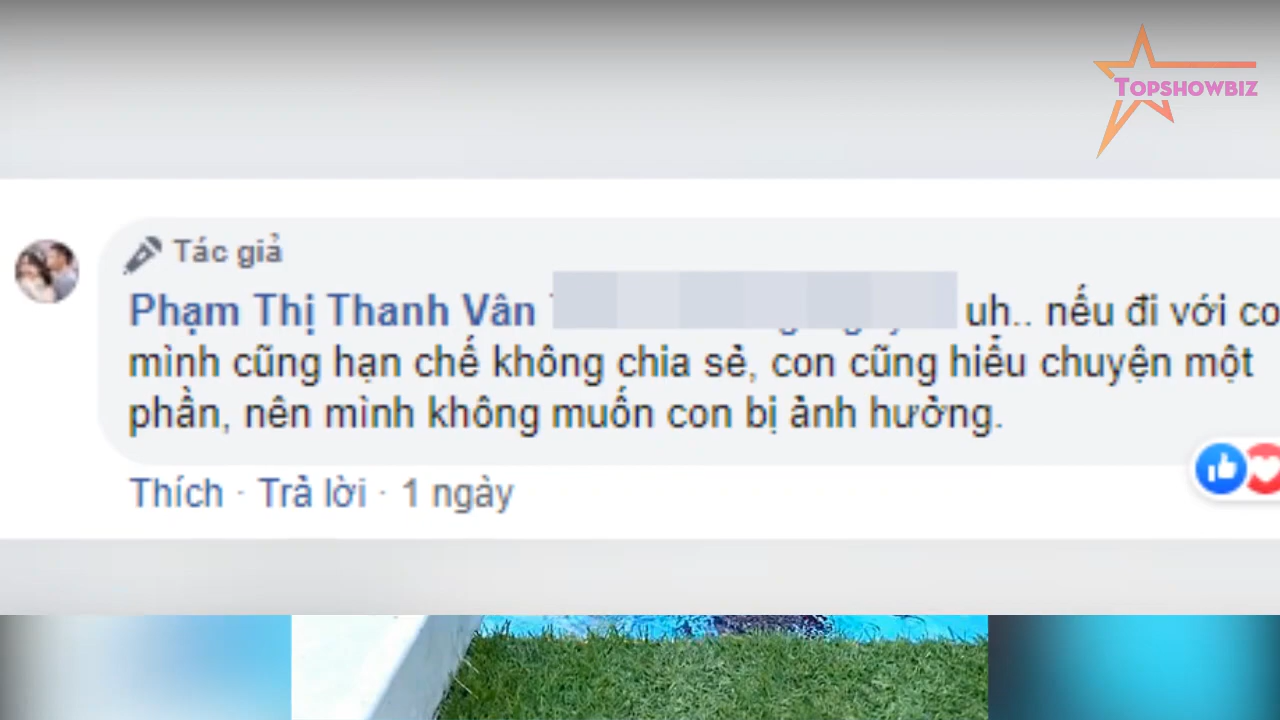 TOPSHOWBIZ
Tác giả
Phạm Thị Thanh Vân uh.. nếu đi với co
mình cũng hạn chế không chia sẻ, con cũng hiểu chuyện một
phần, nên mình không muốn con bị ảnh hưởng.
Thích · Trả lời · 1 ngày